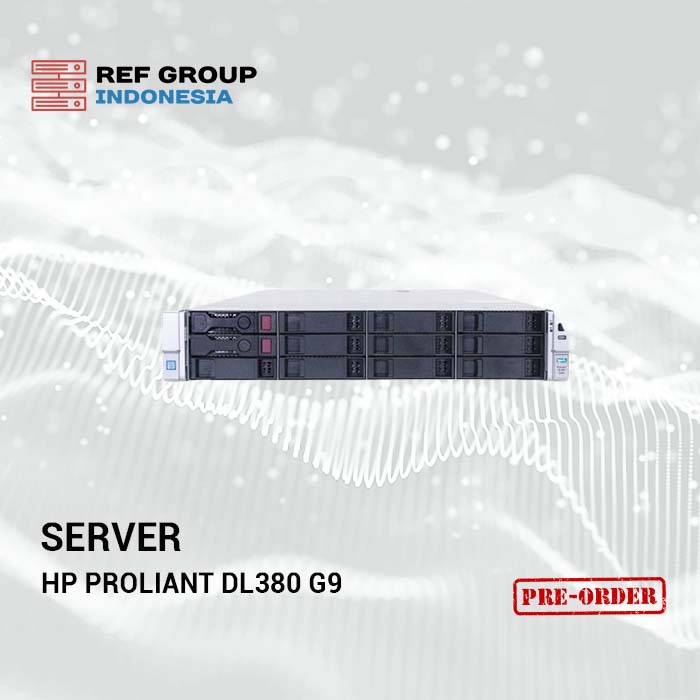 REF GROUP
INDONESIA
SERVER
HP PROLIANT DL380 G9
PRE-ORDER